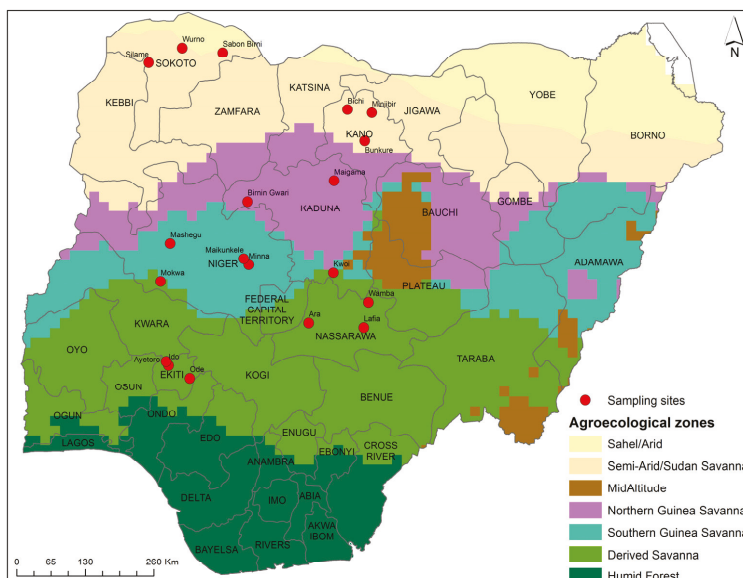 N
Wurno
Sabon Birni
Silame
SOKOTO
KATSINA
YOBE
KEBBI
ZAMFARA
JIGAWA
Bichi
Minjibir
KANO
BORNO
Bunkure
Maigama
Birnin Gwari
KADUNA
BAUCHI
GOMBE
Mashegu
Maikunkele
Minna
NIGER
Kwoi
ADAMAWA
Mokwa
PLATEAU
FEDERAL
CAPITAL
TERRITORY
Wamba
KWARA
Ara
Lafia
NASSARAWA
OYO
TARABA
Ayetoro
Ido
EKITI
Ode
KOGI
OSUN
BENUE
OGUN
ONDO
LAGOS
EDO
ENUGU
EBONYI
CROSS
RIVER
ANAMBRA
DELTA
IMO
ABIA
AKWA
IBOM
BAYELSA
RIVERS
Sampling sites
Agroecological zones
Sahel/Arid
Semi-Arid/Sudan Savanna
MidAltitude
Northern Guinea Savanna
Southern Guinea Savanna
Derived Savanna
Humid Forest
0 65 130 260 Km